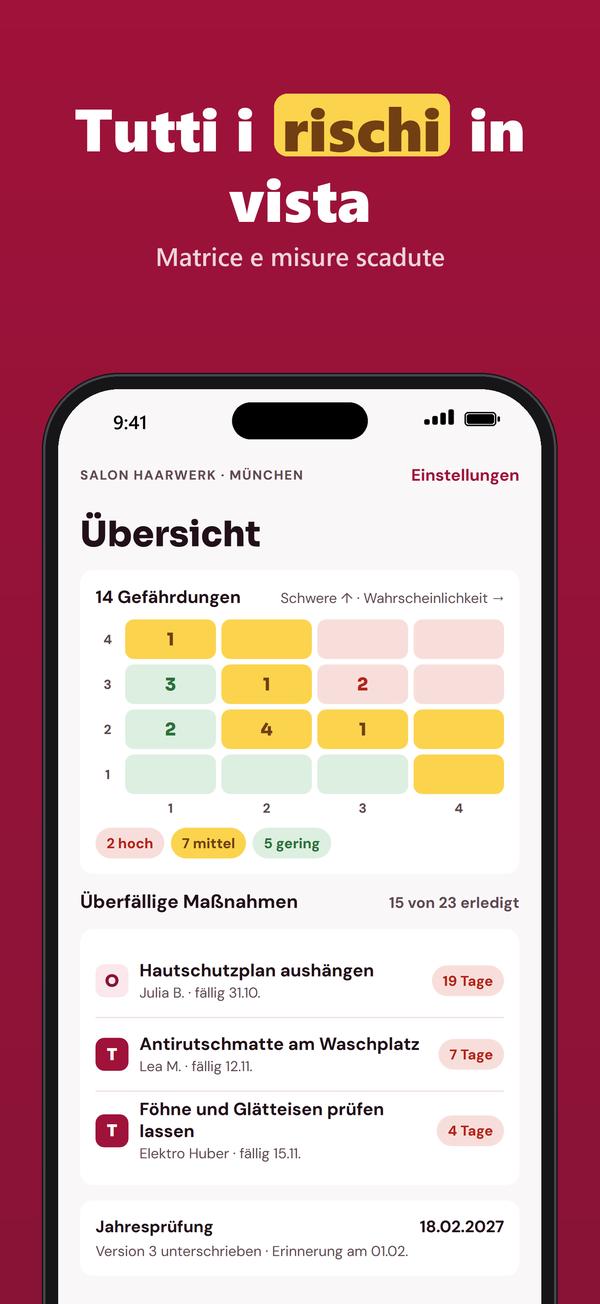 Tutti i rischi in
vista
Matrice e misure scadute
9:41
SALON HAARWERK · MÜNCHEN
Einstellungen
Übersicht
14 Gefährdungen
Schwere ↑ · Wahrscheinlichkeit →
4 1
3 3 1 2
2 2 4 1
1
1 2 3 4
2 hoch 7 mittel 5 gering
Überfällige Maßnahmen
15 von 23 erledigt
O
Hautschutzplan aushängen
Julia B. · fällig 31.10.
19 Tage
T
Antirutschmatte am Waschplatz
Lea M. · fällig 12.11.
7 Tage
T
Föhne und Glätteisen prüfen
lassen
Elektro Huber · fällig 15.11.
4 Tage
Jahresprüfung
18.02.2027
Version 3 unterschrieben · Erinnerung am 01.02.